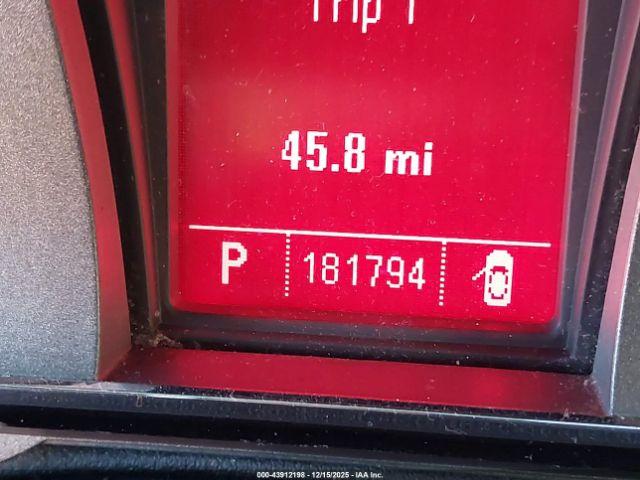 Trip 1
45.8 mi
P 181794
000-43912198 - 12/15/2025 - IAA Inc.